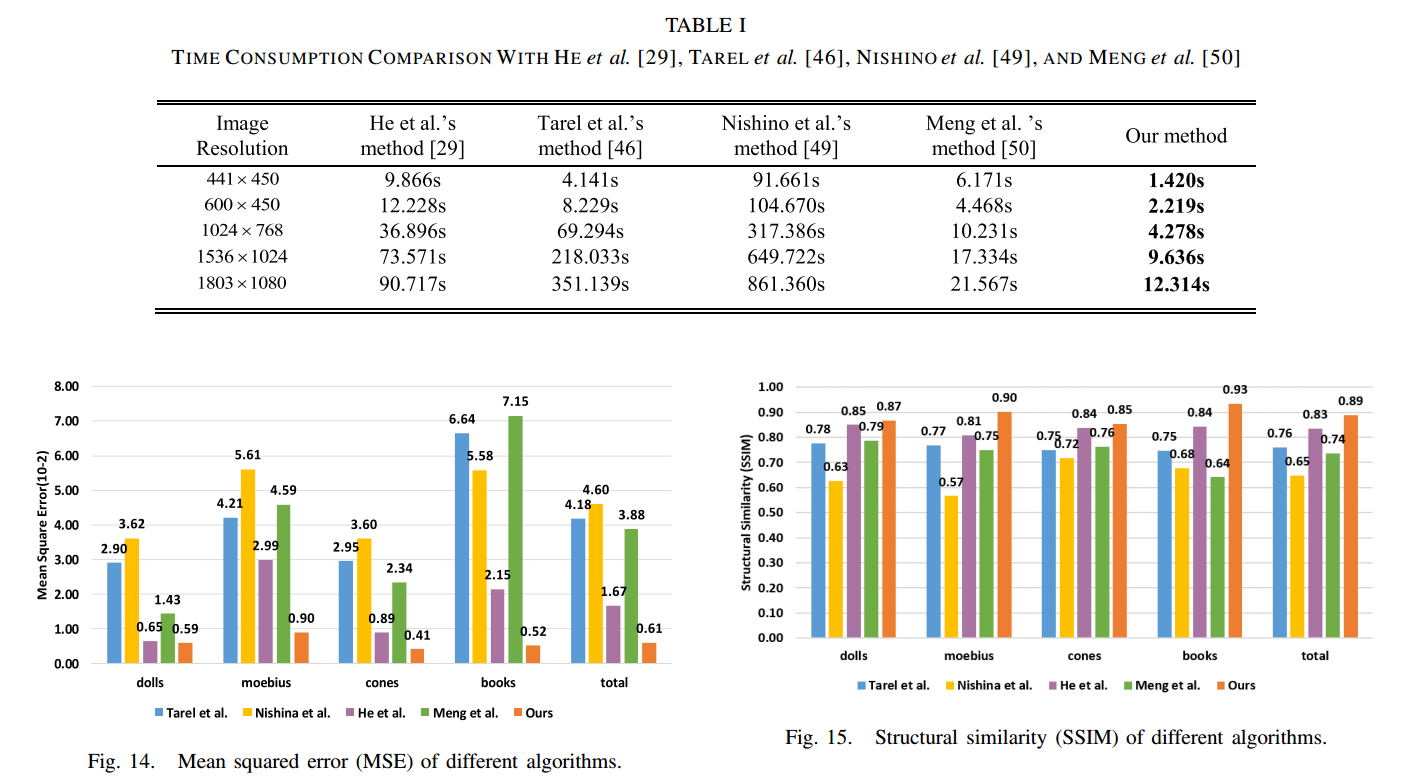 TABLE I
TIME CONSUMPTION COMPARISON WITH HE et al. [29], TAREL et al. [46], NISHINO et al. [49], AND MENG et al. [50]
Image Resolution He et al.'s method [29] Tarel et al.'s method [46] Nishino et al.'s method [49] Meng et al. 's method [50] Our method
441 × 450 9.866s 4.141s 91.661s 6.171s 1.420s
600 × 450 12.228s 8.229s 104.670s 4.468s 2.219s
1024 × 768 36.896s 69.294s 317.386s 10.231s 4.278s
1536 × 1024 73.571s 218.033s 649.722s 17.334s 9.636s
1803 × 1080 90.717s 351.139s 861.360s 21.567s 12.314s
Mean Square Error(10-2)
8.00
7.00
6.00
5.00
4.00
3.00
2.00
1.00
0.00
2.90 3.62 0.65 1.43 0.59
4.21 5.61 2.99 4.59 0.90
2.95 3.60 0.89 2.34 0.41
6.64 5.58 2.15 7.15 0.52
4.18 4.60 1.67 3.88 0.61
dolls moebius cones books total
Tarel et al. Nishina et al. He et al. Meng et al. Ours
Fig. 14. Mean squared error (MSE) of different algorithms.
Structural Similarity (SSIM)
1.00
0.90
0.80
0.70
0.60
0.50
0.40
0.30
0.20
0.10
0.00
0.78 0.63 0.85 0.79 0.87
0.77 0.57 0.81 0.75 0.90
0.75 0.72 0.84 0.76 0.85
0.75 0.68 0.84 0.64 0.93
0.76 0.65 0.83 0.74 0.89
dolls moebius cones books total
Tarel et al. Nishina et al. He et al. Meng et al. Ours
Fig. 15. Structural similarity (SSIM) of different algorithms.